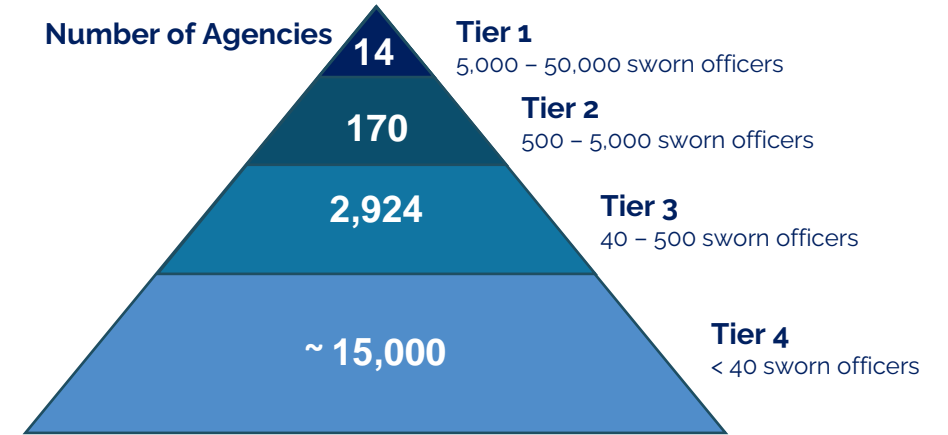 Number of Agencies
14
Tier 1
5,000 – 50,000 sworn officers
170
Tier 2
500 – 5,000 sworn officers
2,924
Tier 3
40 – 500 sworn officers
~ 15,000
Tier 4
< 40 sworn officers